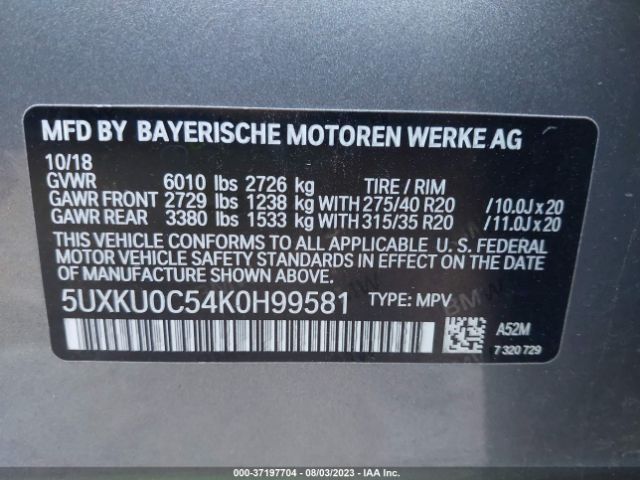 MFD BY BAYERISCHE MOTOREN WERKE AG
10/18
GVWR 6010 lbs 2726 kg TIRE / RIM
GAWR FRONT 2729 lbs 1238 kg WITH 275/40 R20 /10.0J x 20
GAWR REAR 3380 lbs 1533 kg WITH 315/35 R20 /11.0J x 20
THIS VEHICLE CONFORMS TO ALL APPLICABLE U. S. FEDERAL
MOTOR VEHICLE SAFETY STANDARDS IN EFFECT ON THE
DATE OF MANUFACTURE SHOWN ABOVE.
5UXKU0C54K0H99581 TYPE: MPV
A52M
7 320 729
000-37197704 — 08/03/2023 — IAA, Inc.